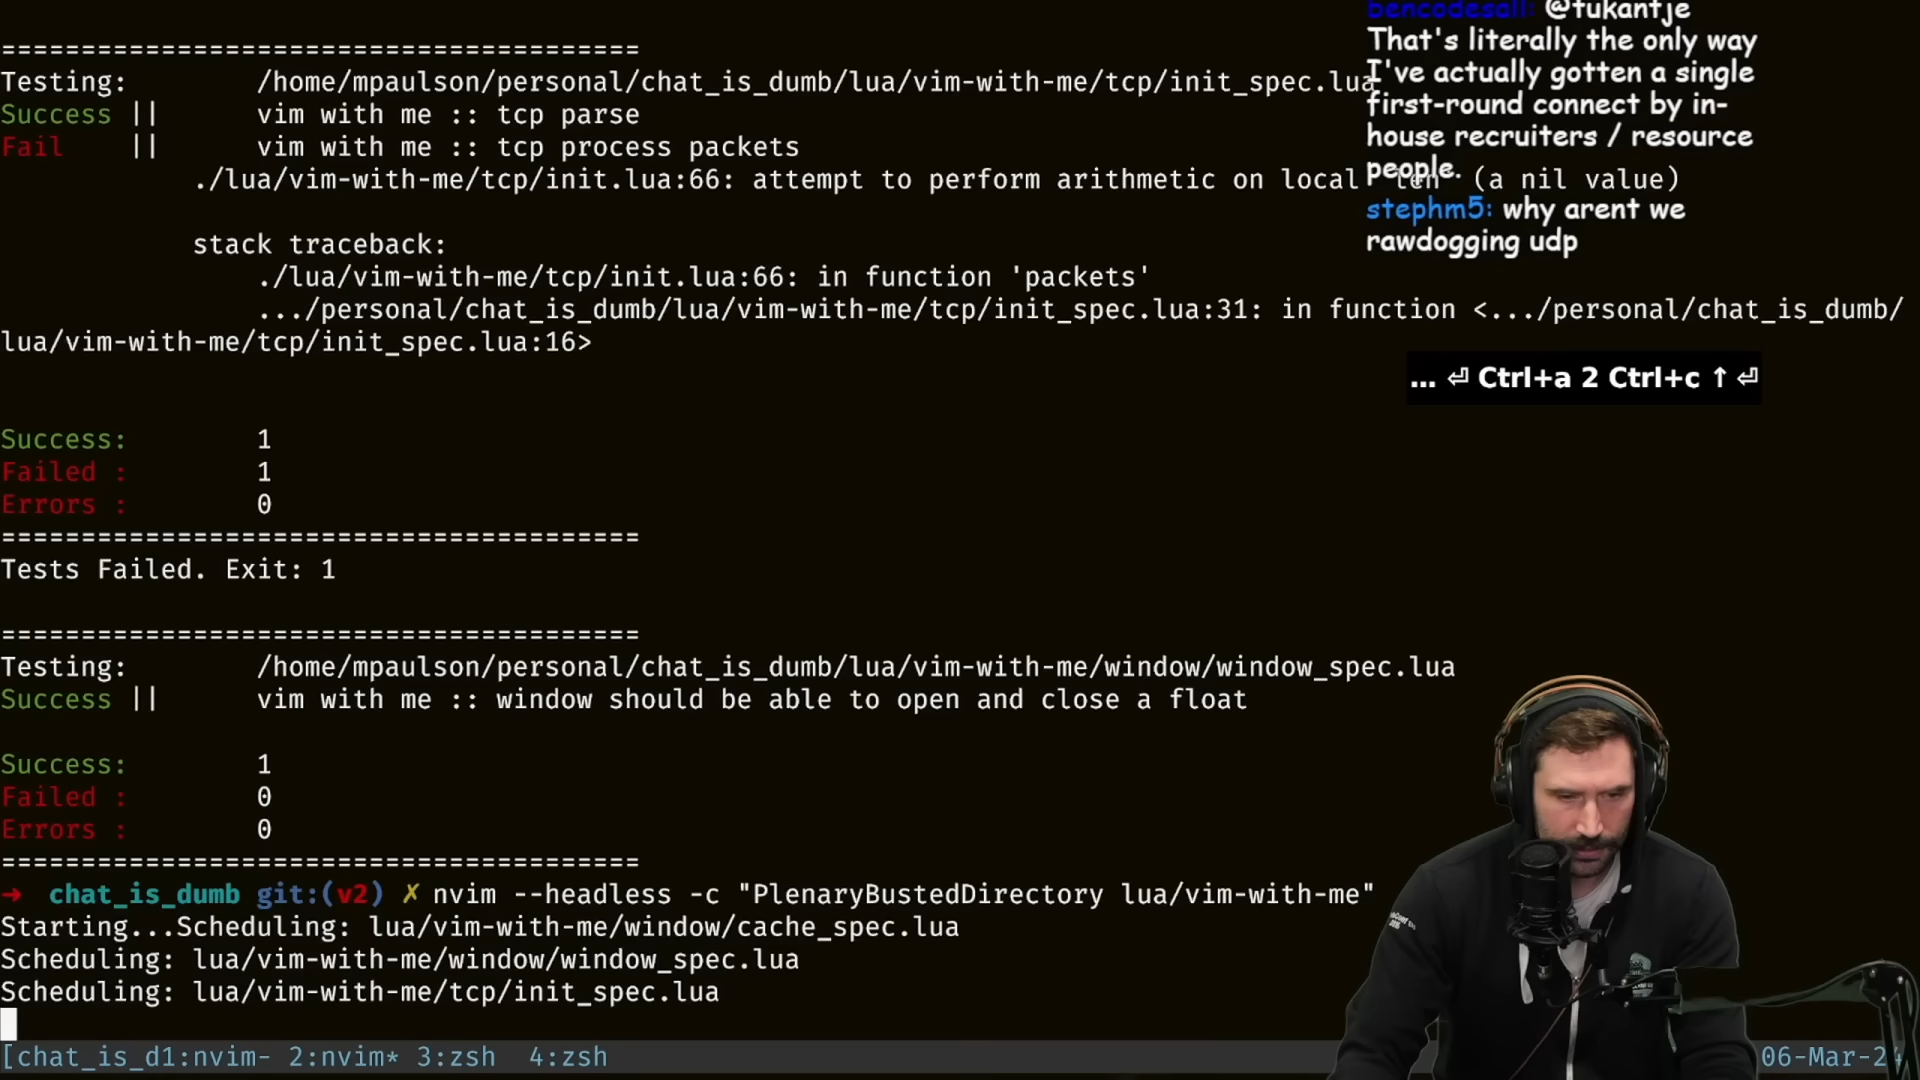 bencodesall: @tukantje
That's literally the only way
I've actually gotten a single
first-round connect by in-
house recruiters / resource
people.
stephm5: why arent we
rawdogging udp
========================================
Testing: /home/mpaulson/personal/chat_is_dumb/lua/vim-with-me/tcp/init_spec.lua
Success || vim with me :: tcp parse
Fail || vim with me :: tcp process packets
./lua/vim-with-me/tcp/init.lua:66: attempt to perform arithmetic on local 'len' (a nil value)
stack traceback:
./lua/vim-with-me/tcp/init.lua:66: in function 'packets'
.../personal/chat_is_dumb/lua/vim-with-me/tcp/init_spec.lua:31: in function <.../personal/chat_is_dumb/
lua/vim-with-me/tcp/init_spec.lua:16>
... ⏎ Ctrl+a 2 Ctrl+c ↑ ⏎
Success: 1
Failed : 1
Errors : 0
========================================
Tests Failed. Exit: 1
========================================
Testing: /home/mpaulson/personal/chat_is_dumb/lua/vim-with-me/window/window_spec.lua
Success || vim with me :: window should be able to open and close a float
Success: 1
Failed : 0
Errors : 0
========================================
➜ chat_is_dumb git:(v2) ✗ nvim --headless -c "PlenaryBustedDirectory lua/vim-with-me"
Starting...Scheduling: lua/vim-with-me/window/cache_spec.lua
Scheduling: lua/vim-with-me/window/window_spec.lua
Scheduling: lua/vim-with-me/tcp/init_spec.lua
[chat_is_d1:nvim- 2:nvim* 3:zsh 4:zsh 06-Mar-24